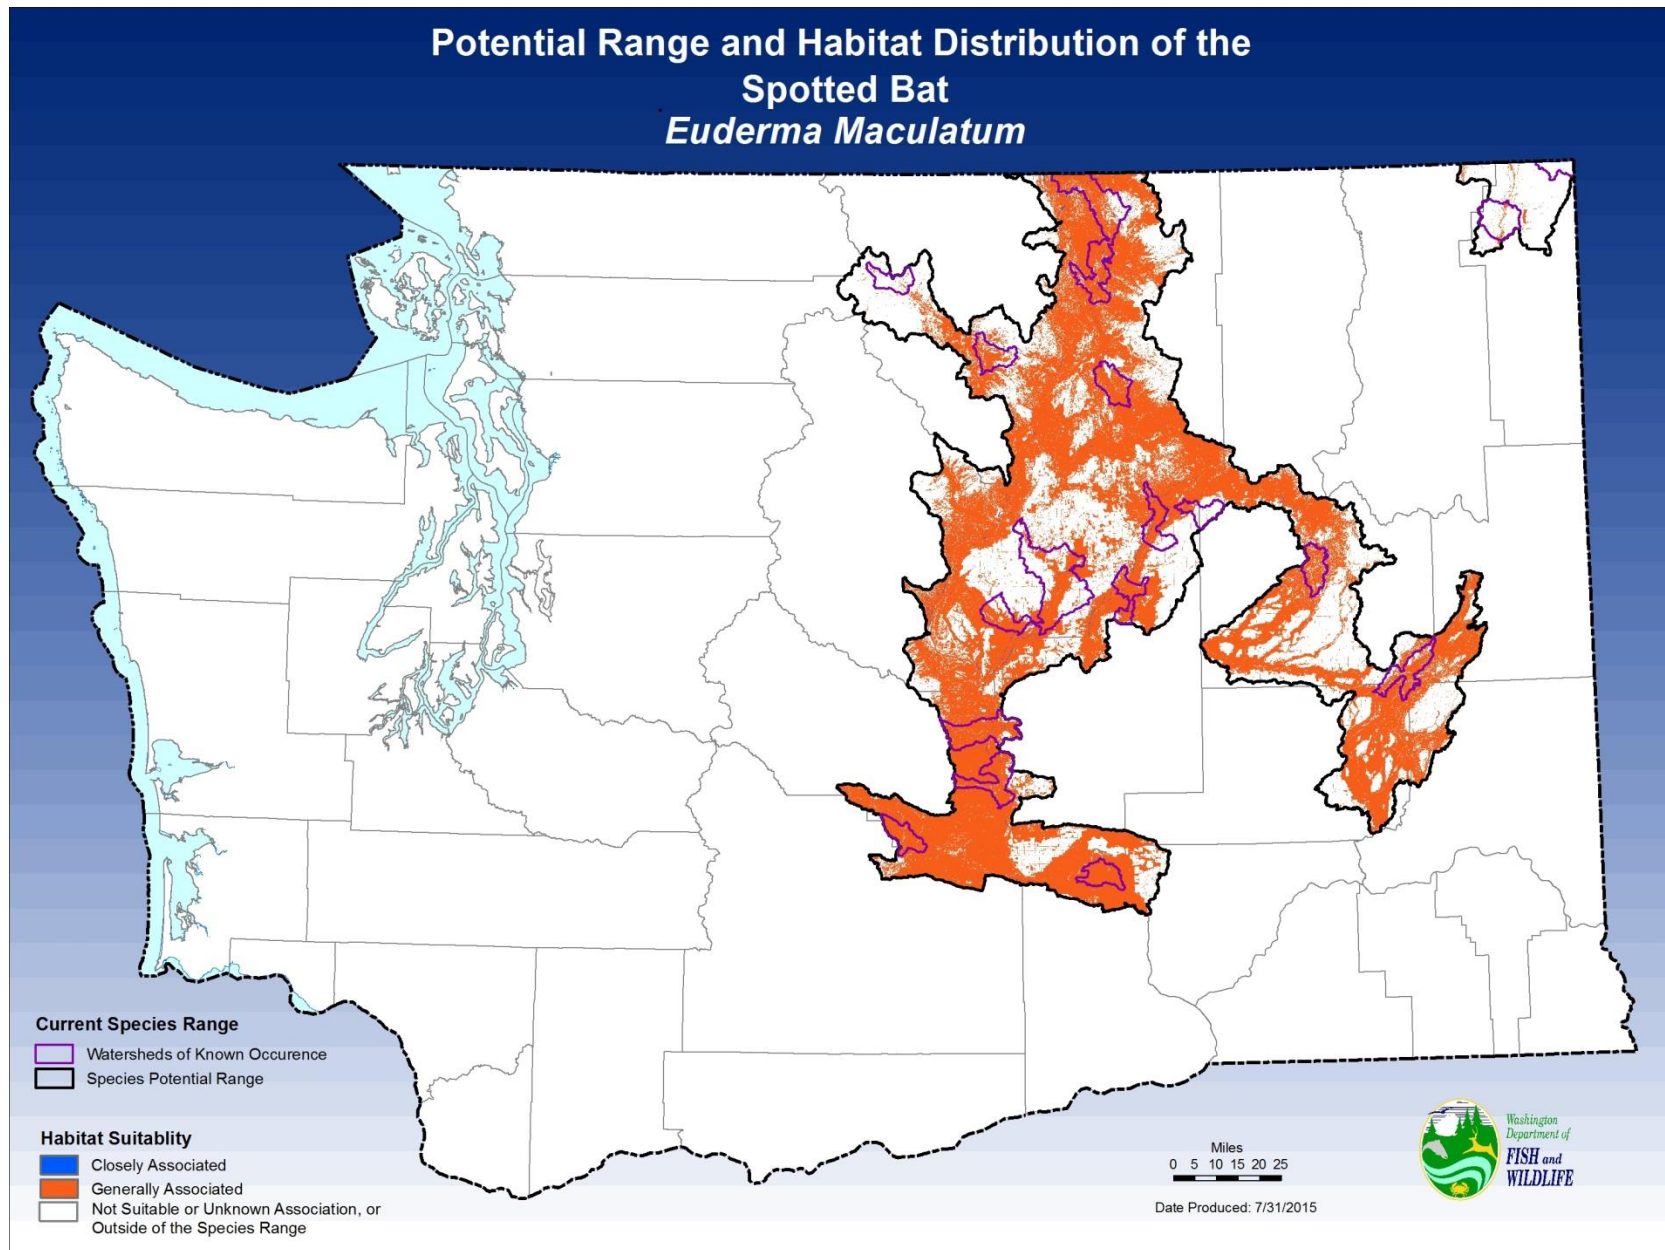 Potential Range and Habitat Distribution of the
Spotted Bat
Euderma Maculatum
Current Species Range
Watersheds of Known Occurence
Species Potential Range
Habitat Suitablity
Closely Associated
Generally Associated
Not Suitable or Unknown Association, or
Outside of the Species Range
Miles
0 5 10 15 20 25
Date Produced: 7/31/2015
Washington
Department of
FISH and
WILDLIFE